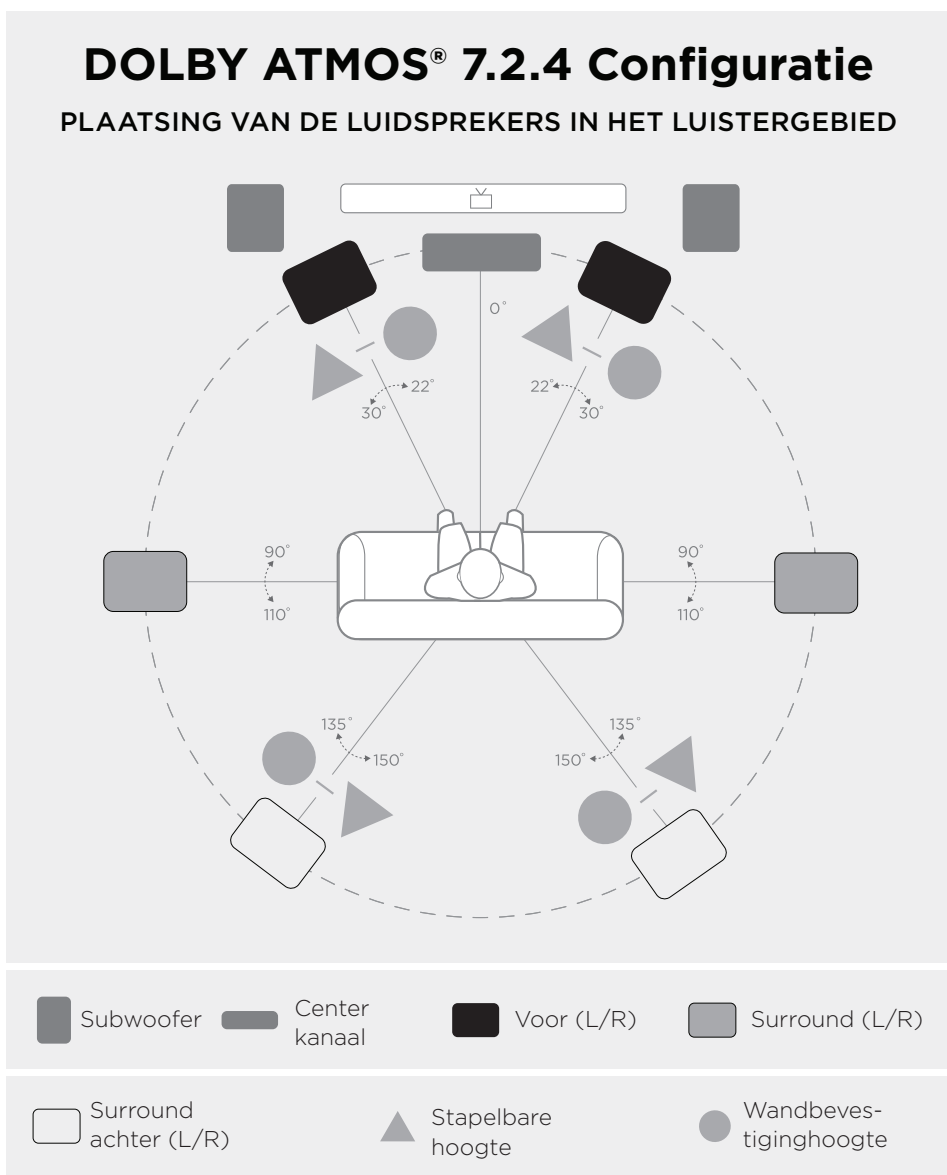 DOLBY ATMOS® 7.2.4 Configuratie
PLAATSING VAN DE LUIDSPREKERS IN HET LUISTERGEBIED
0°
22°
30°
22°
30°
90°
110°
90°
110°
135°
150°
135°
150°
Subwoofer
Center
kanaal
Voor (L/R)
Surround (L/R)
Surround
achter (L/R)
Stapelbare
hoogte
Wandbeves-
tiginghoogte